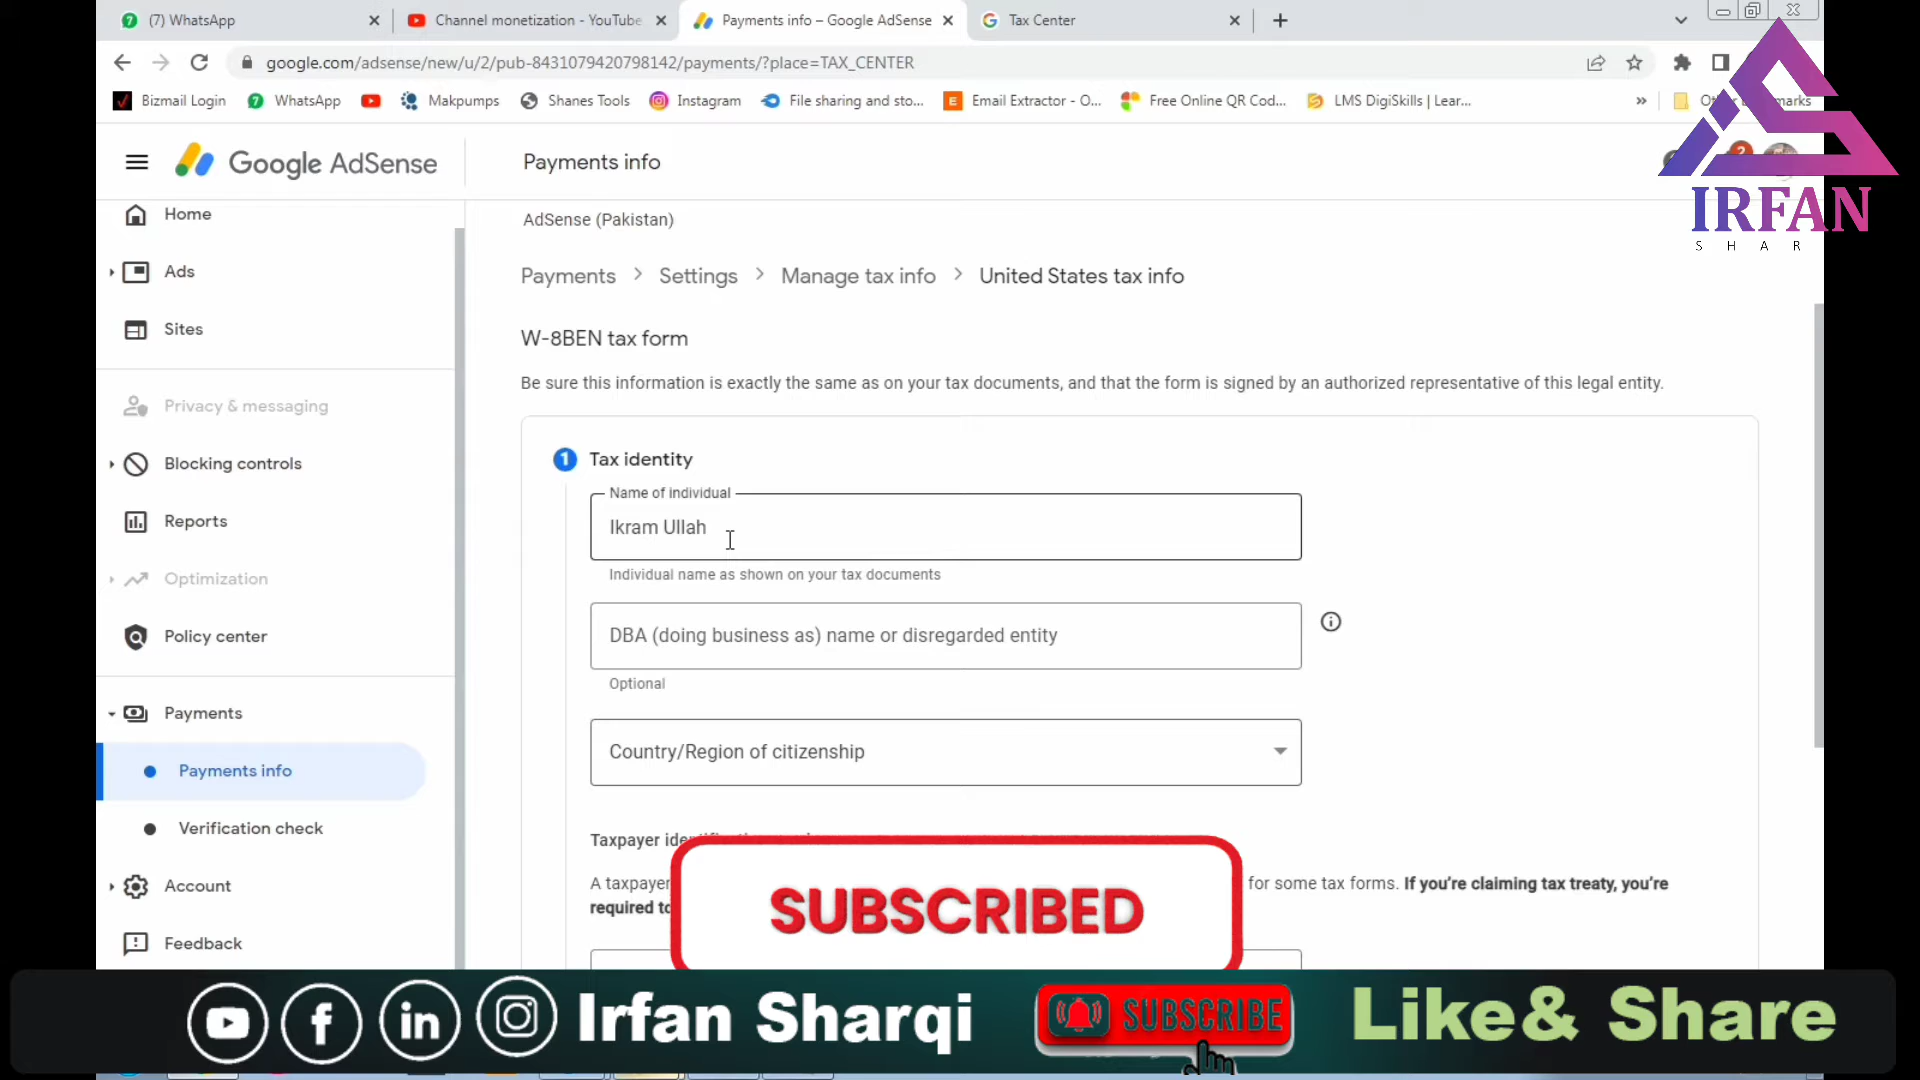 (7) WhatsApp
Channel monetization - YouTube
Payments info – Google AdSense
Tax Center
google.com/adsense/new/u/2/pub-8431079420798142/payments/?place=TAX_CENTER
Bizmail Login
WhatsApp
Makpumps
Shanes Tools
Instagram
File sharing and sto...
Email Extractor - O...
Free Online QR Cod...
LMS DigiSkills | Lear...
Google AdSense
Payments info
2
IRFAN
SHAR
Home
Ads
Sites
Privacy & messaging
Blocking controls
Reports
Optimization
Policy center
Payments
Payments info
Verification check
Account
Feedback
AdSense (Pakistan)
Payments > Settings > Manage tax info > United States tax info
W-8BEN tax form
Be sure this information is exactly the same as on your tax documents, and that the form is signed by an authorized representative of this legal entity.
1 Tax identity
Name of individual
Ikram Ullah
Individual name as shown on your tax documents
DBA (doing business as) name or disregarded entity
Optional
Country/Region of citizenship
Taxpayer
A taxpayer
for some tax forms. If you're claiming tax treaty, you're
required to
SUBSCRIBED
Irfan Sharqi
SUBSCRIBE
Like& Share